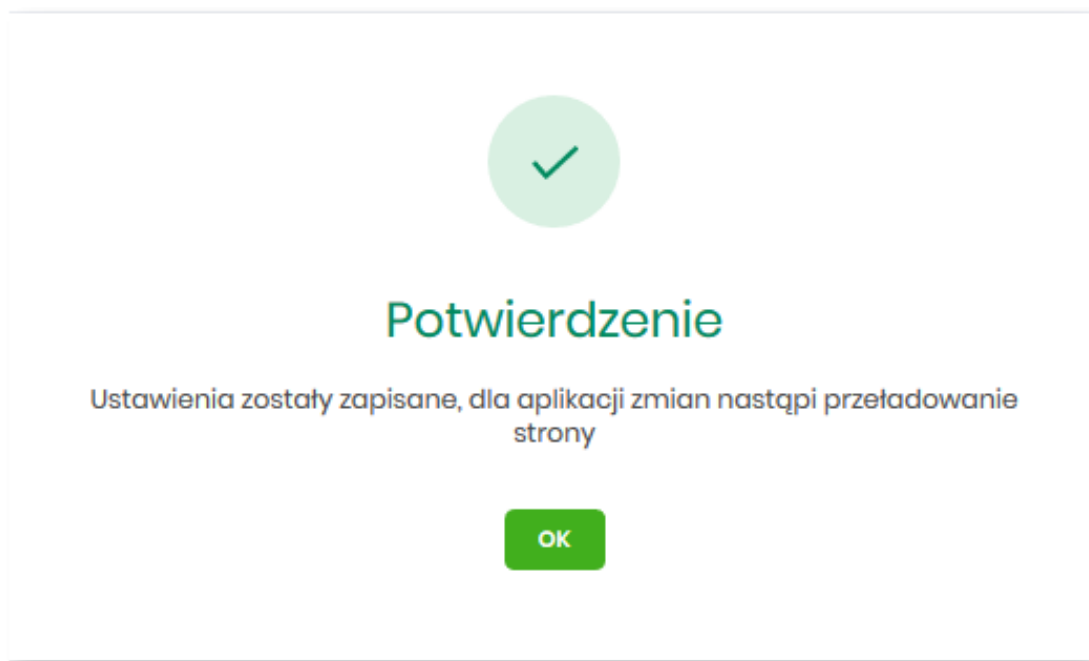 Potwierdzenie
Ustawienia zostały zapisane, dla aplikacji zmian nastąpi przeładowanie
strony
OK